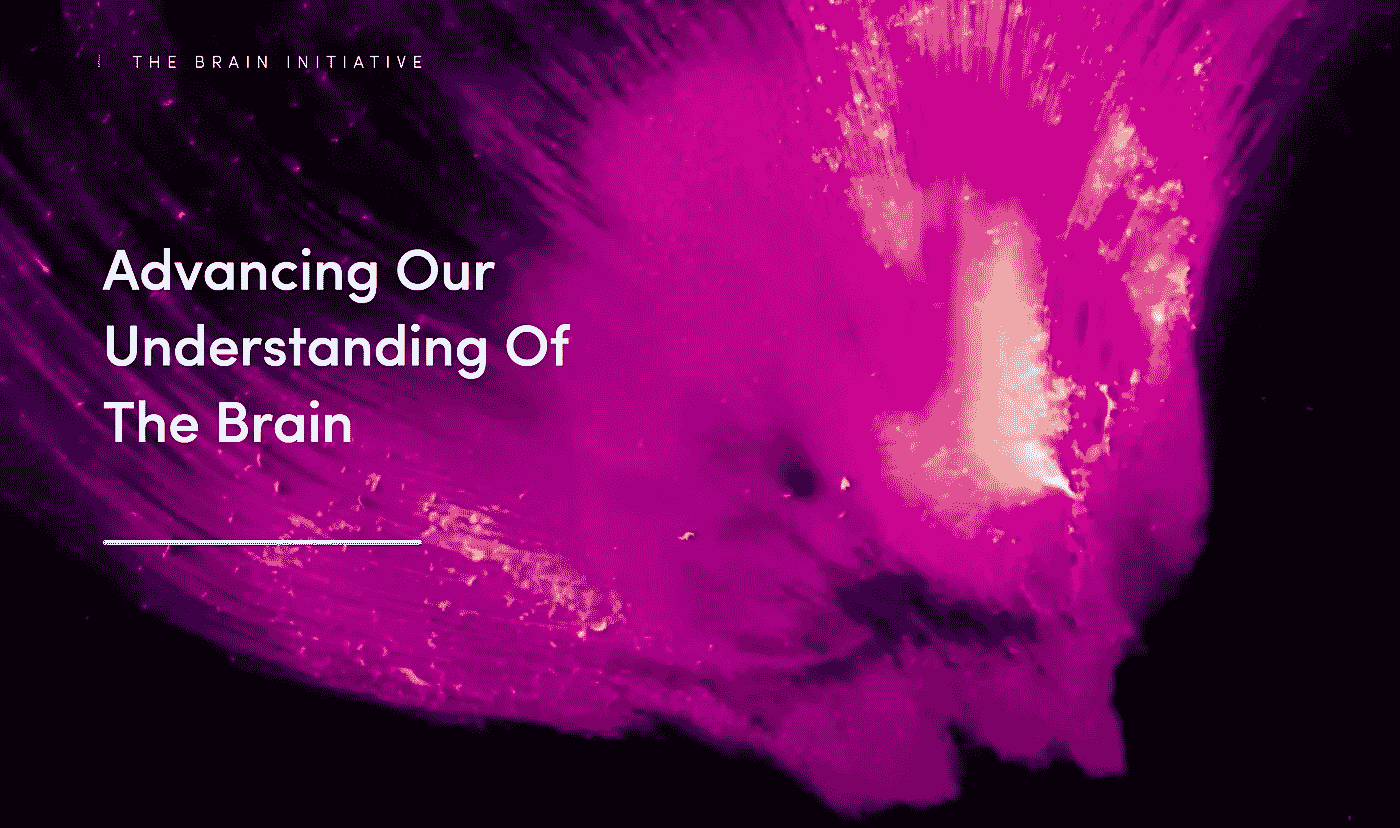 THE BRAIN INITIATIVE
Advancing Our
Understanding Of
The Brain